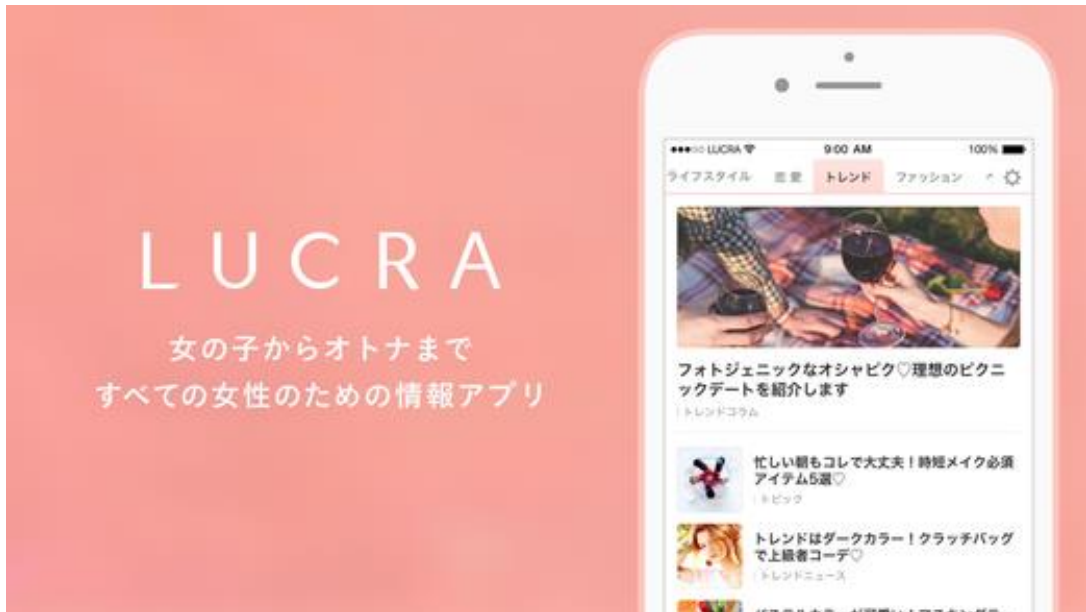 LUCRA
女の子からオトナまで
すべての女性のための情報アプリ
LUCRA
9:00 AM
100%
ライフスタイル
恋愛
トレンド
ファッション
フォトジェニックなオシャピク♡理想のピクニ
ックデートを紹介します
トレンドコラム
忙しい朝もコレで大丈夫!時短メイク必須
アイテム5選♡
トピック
トレンドはダークカラー!クラッチバッグ
で上級者コーデ♡
トレンドニュース